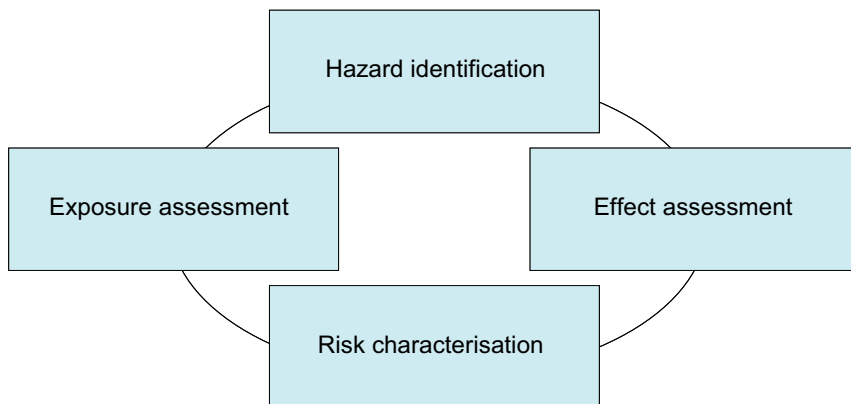 Hazard identification
Exposure assessment
Effect assessment
Risk characterisation